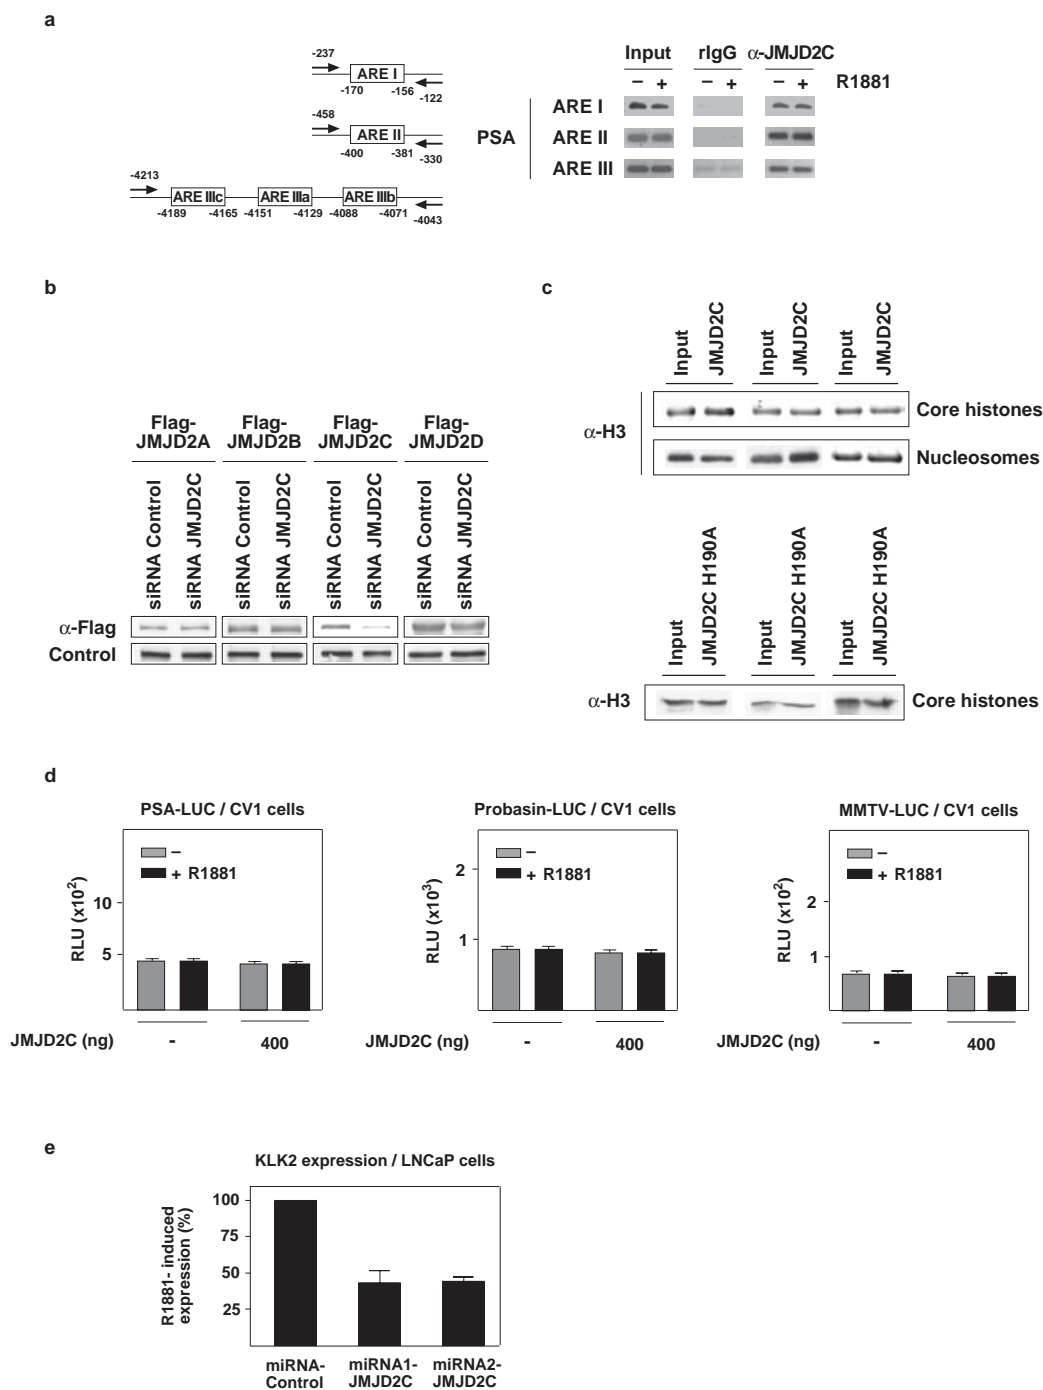 a
-237
ARE I
-170 -156
-122
-458
ARE II
-400 -381
-330
-4213
ARE IIIc ARE IIIa ARE IIIb
-4189 -4165 -4151 -4129 -4088 -4071
-4043
Input rIgG α-JMJD2C
– + – + – + R1881
PSA
ARE I
ARE II
ARE III
b
Flag-JMJD2A Flag-JMJD2B Flag-JMJD2C Flag-JMJD2D
siRNA Control siRNA JMJD2C siRNA Control siRNA JMJD2C siRNA Control siRNA JMJD2C siRNA Control siRNA JMJD2C
α-Flag
Control
c
Input JMJD2C Input JMJD2C Input JMJD2C
α-H3
Core histones
Nucleosomes
Input JMJD2C H190A Input JMJD2C H190A Input JMJD2C H190A
α-H3 Core histones
d
PSA-LUC / CV1 cells
–
+ R1881
RLU (x10²)
10
5
JMJD2C (ng) - 400
Probasin-LUC / CV1 cells
–
+ R1881
RLU (x10³)
2
1
JMJD2C (ng) - 400
MMTV-LUC / CV1 cells
–
+ R1881
RLU (x10²)
2
1
JMJD2C (ng) - 400
e
KLK2 expression / LNCaP cells
R1881- induced
expression (%)
100
75
50
25
miRNA- miRNA1- miRNA2-
Control JMJD2C JMJD2C